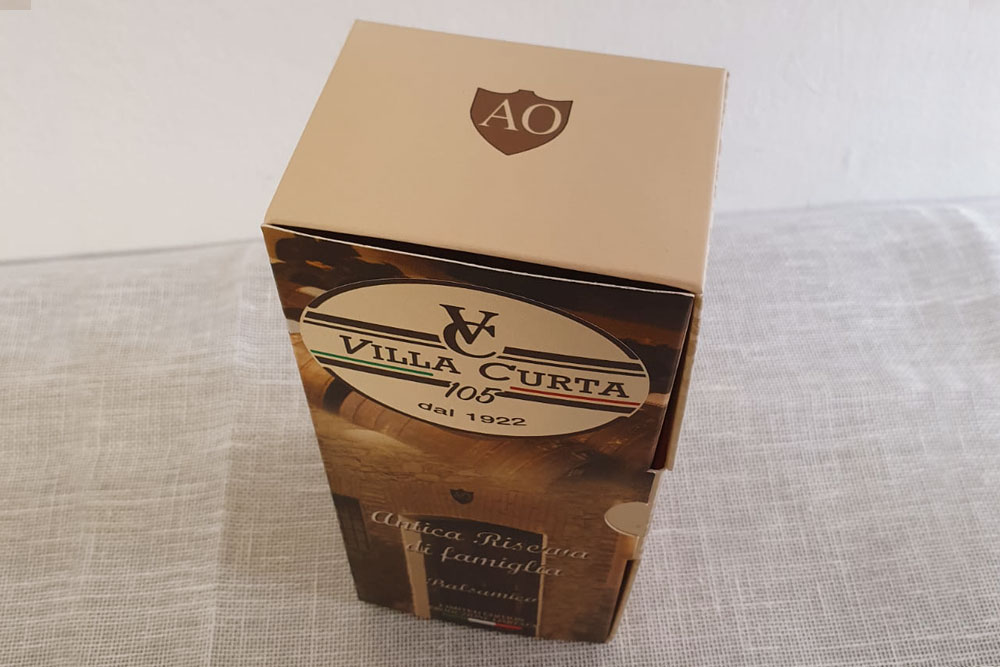 AO
VC
VILLA CURTA
105
dal 1922
Antica Riserva
di famiglia
Balsamico